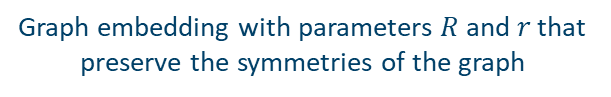 Graph embedding with parameters R and r that
preserve the symmetries of the graph